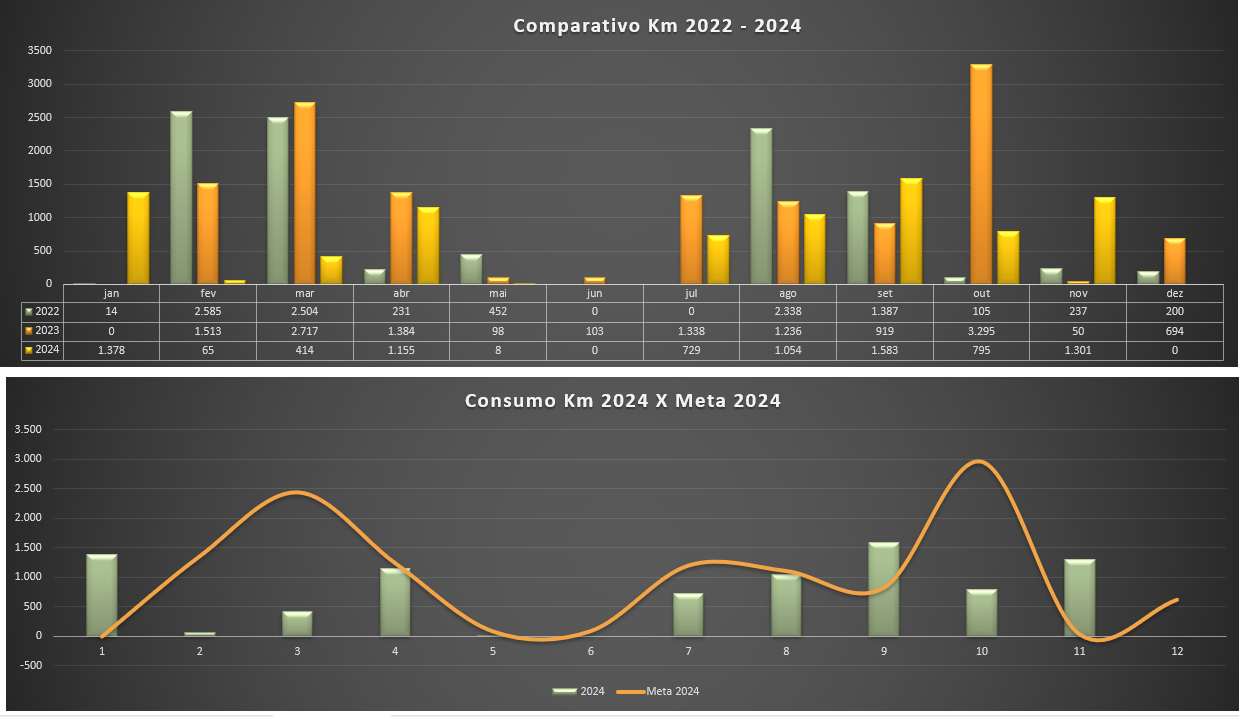 Comparativo Km 2022 - 2024
3500
3000
2500
2000
1500
1000
500
0
jan fev mar abr mai jun jul ago set out nov dez
2022 14 2.585 2.504 231 452 0 0 2.338 1.387 105 237 200
2023 0 1.513 2.717 1.384 98 103 1.338 1.236 919 3.295 50 694
2024 1.378 65 414 1.155 8 0 729 1.054 1.583 795 1.301 0
Consumo Km 2024 X Meta 2024
3.500
3.000
2.500
2.000
1.500
1.000
500
0
-500
1 2 3 4 5 6 7 8 9 10 11 12
2024 Meta 2024